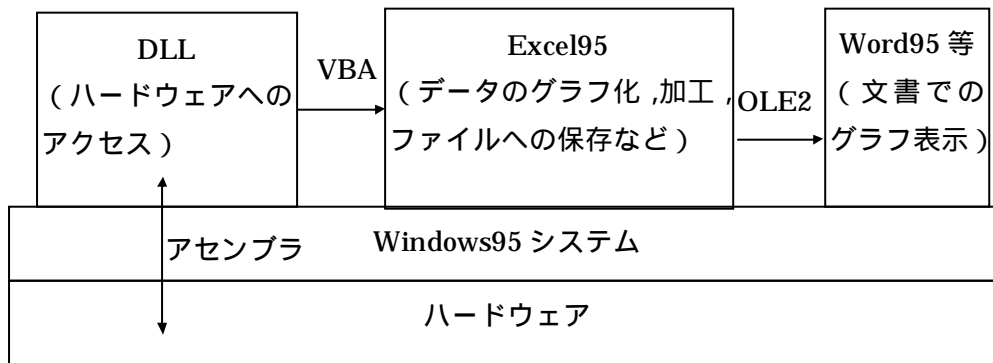 DLL
(ハードウェアへの
アクセス)
VBA
Excel95
(データのグラフ化,加工,
ファイルへの保存など)
OLE2
Word95 等
(文書での
グラフ表示)
アセンブラ
Windows95 システム
ハードウェア